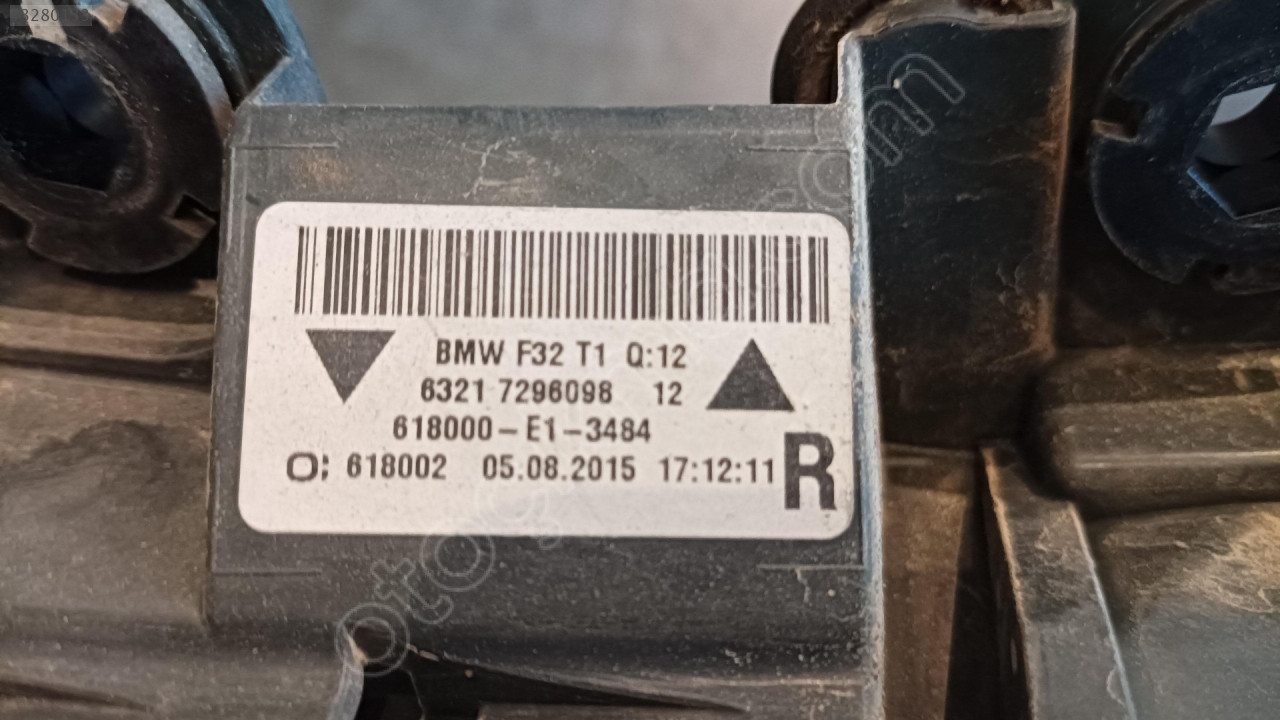 BMW F32 T1 Q:12
6321 7296098 12
618000-E1-3484
O; 618002 05.08.2015 17:12:11 R